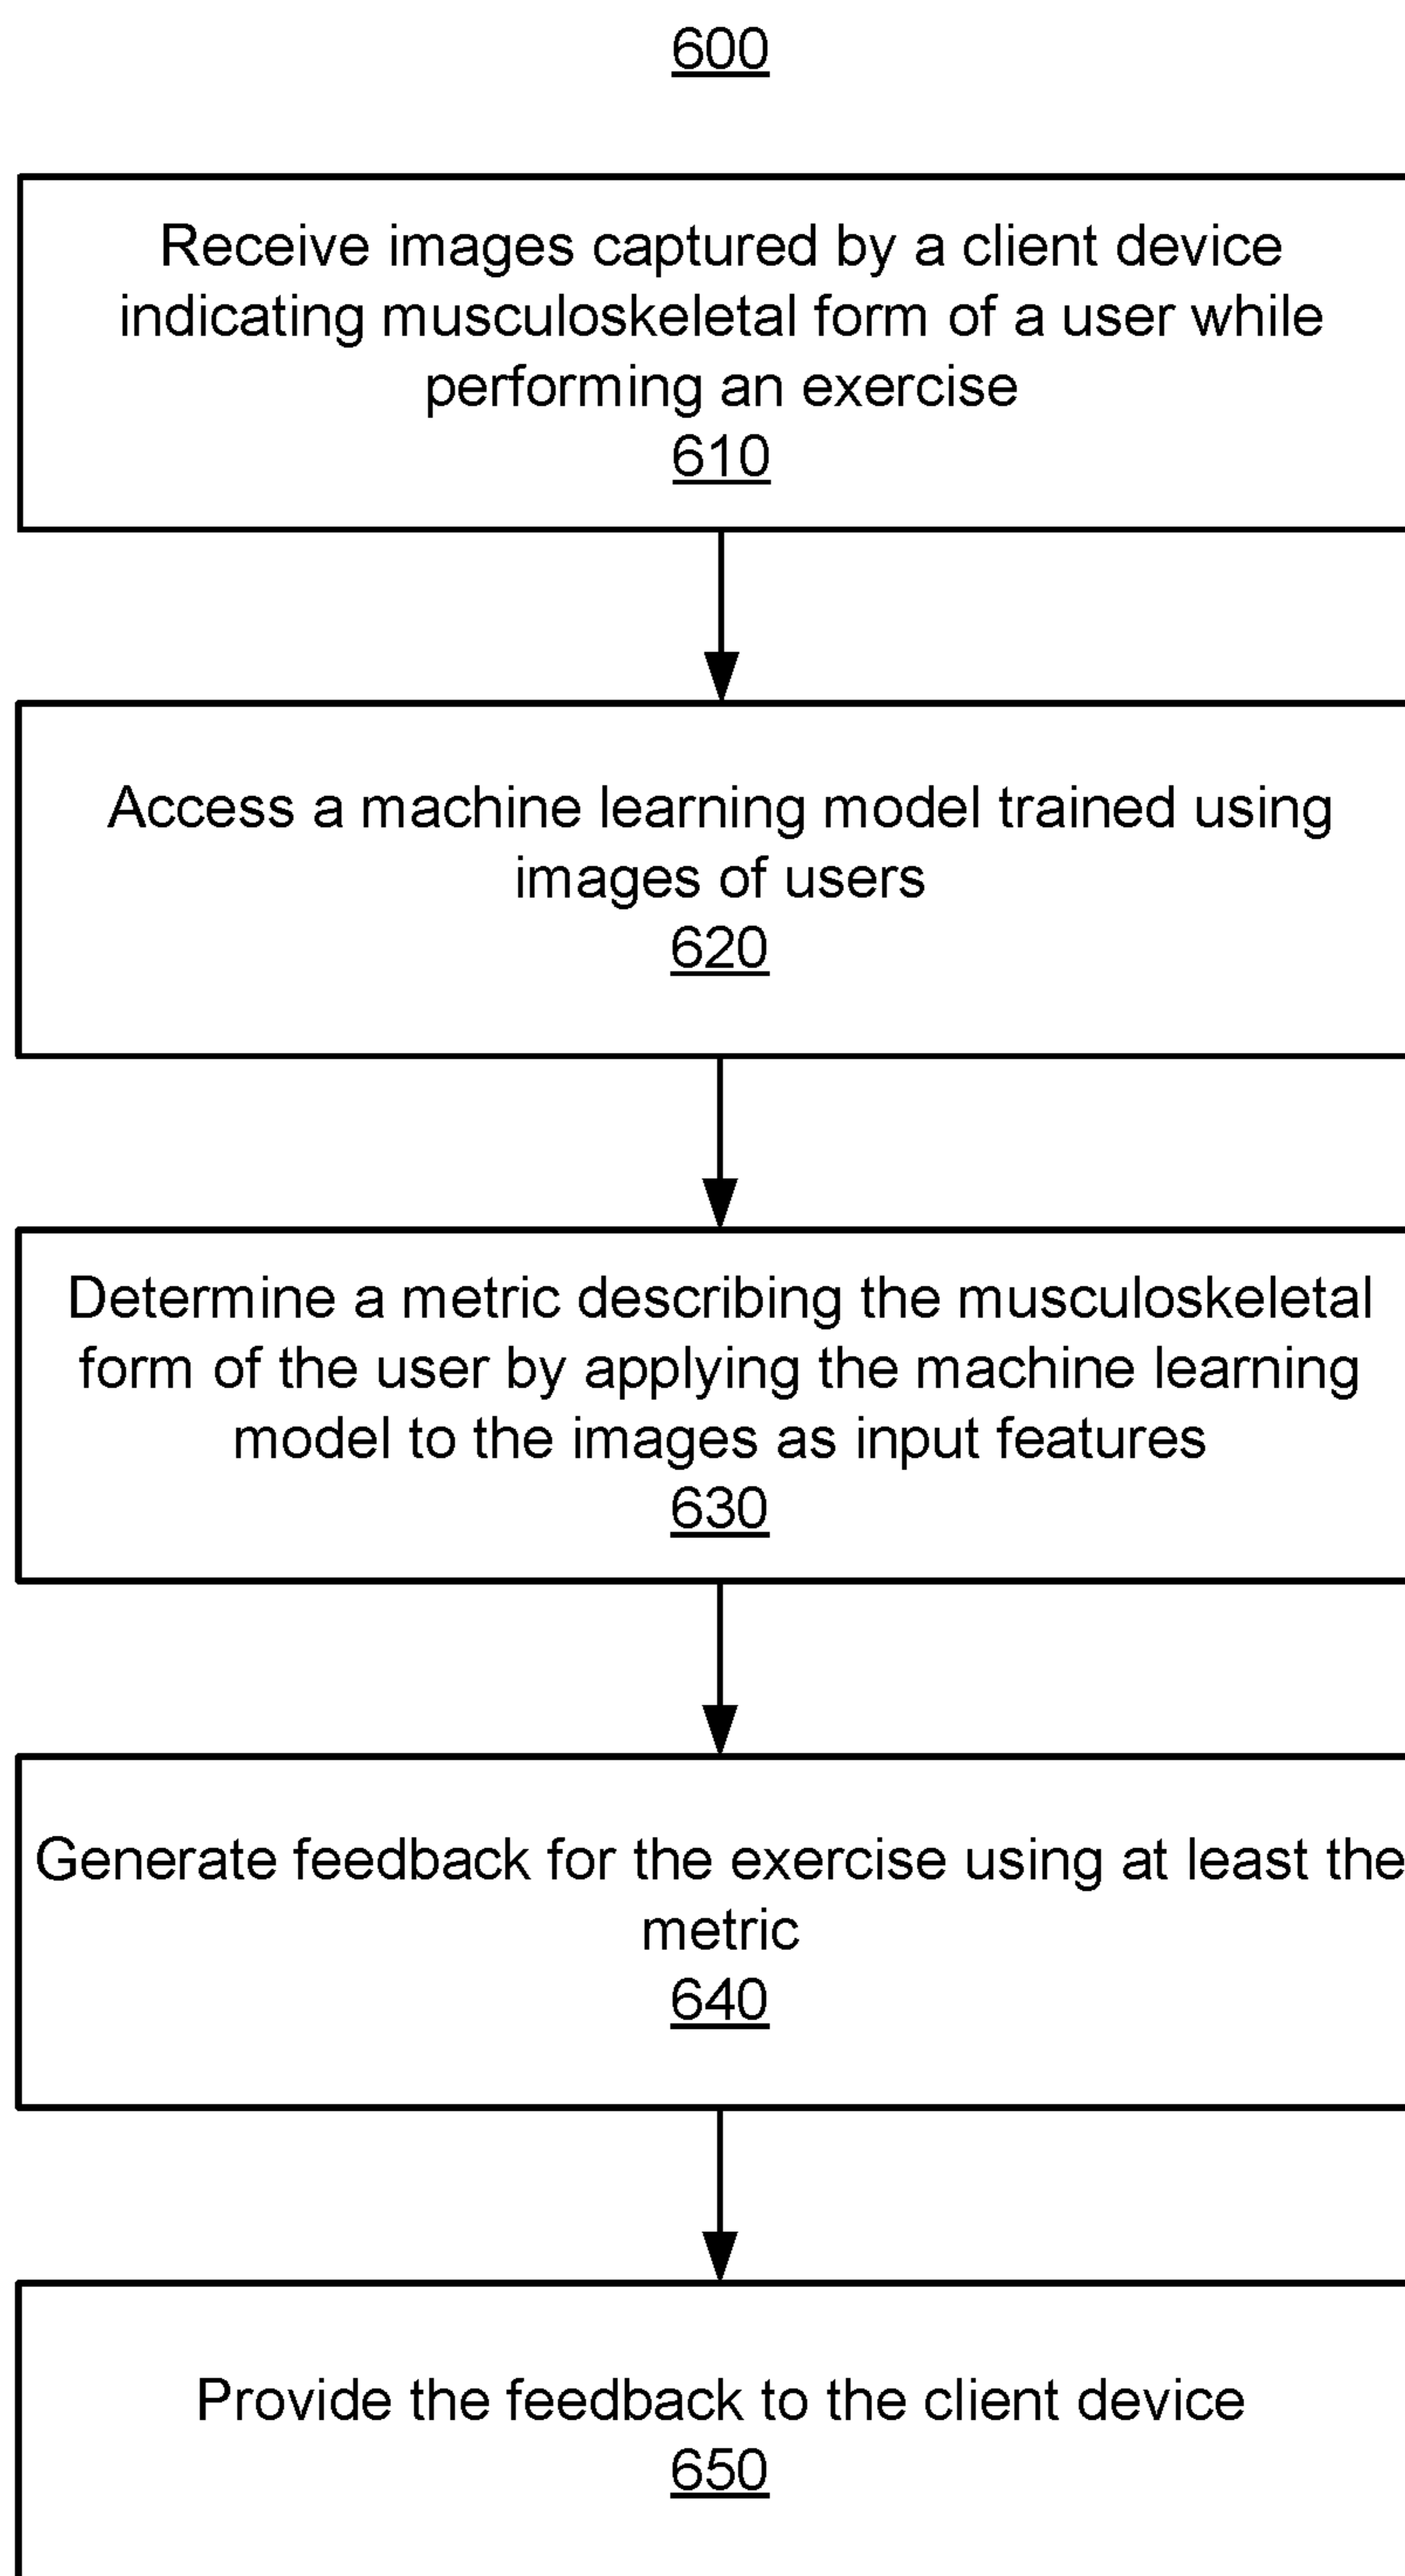 600
Receive images captured by a client device
indicating musculoskeletal form of a user while
performing an exercise
610
Access a machine learning model trained using
images of users
620
Determine a metric describing the musculoskeletal
form of the user by applying the machine learning
model to the images as input features
630
Generate feedback for the exercise using at least the
metric
640
Provide the feedback to the client device
650